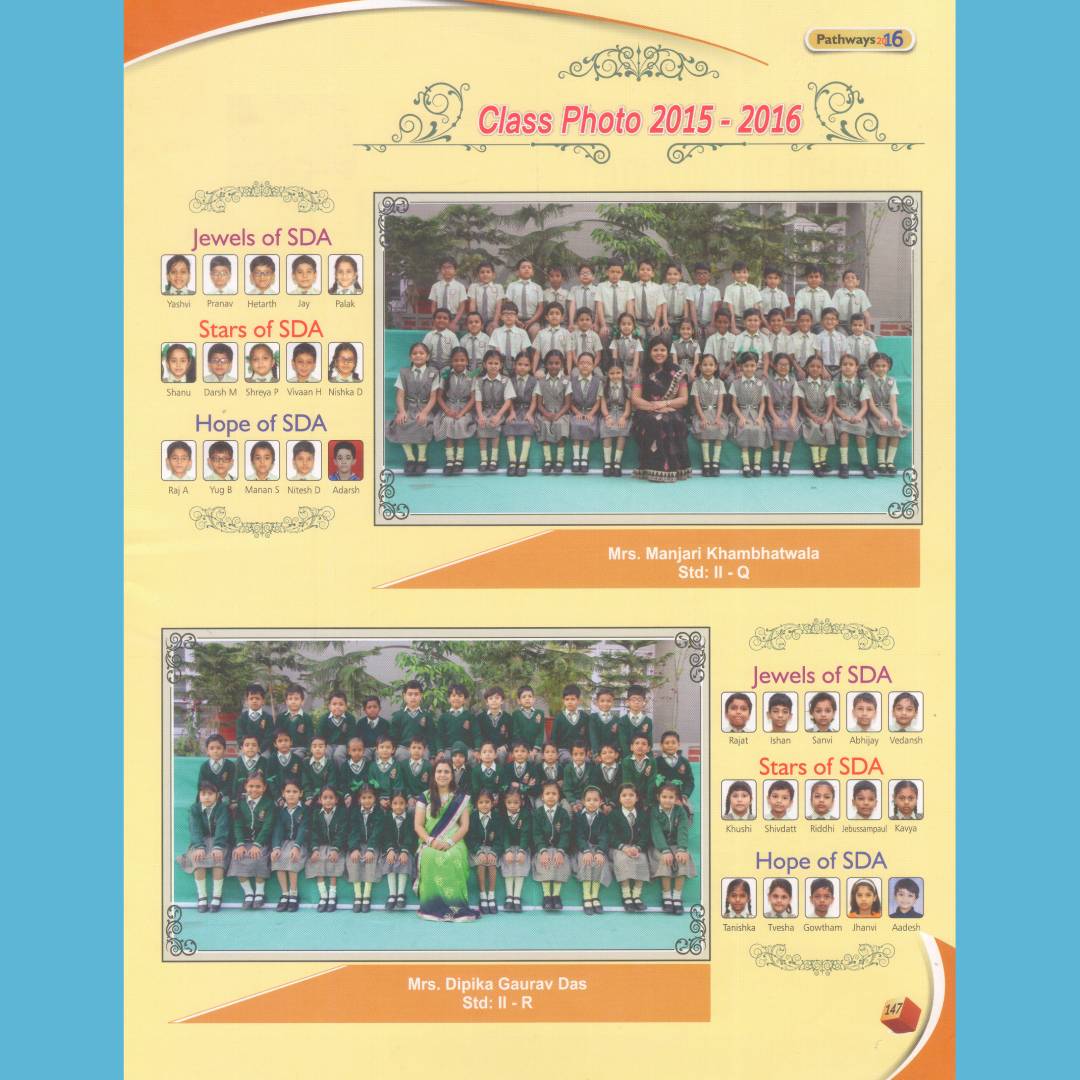 Pathways2016
Class Photo 2015 - 2016
Jewels of SDA
Yashvi Pranav Hetarth Jay Palak
Stars of SDA
Shanu Darsh M Shreya P Vivaan H Nishka D
Hope of SDA
Raj A Yug B Manan S Nitesh D Adarsh
Mrs. Manjari Khambhatwala
Std: II - Q
Jewels of SDA
Rajat Ishan Sanvi Abhijay Vedansh
Stars of SDA
Khushi Shivdatt Riddhi Jebussampaul Kavya
Hope of SDA
Tanishka Tvesha Gowtham Jhanvi Aadesh
Mrs. Dipika Gaurav Das
Std: II - R
147